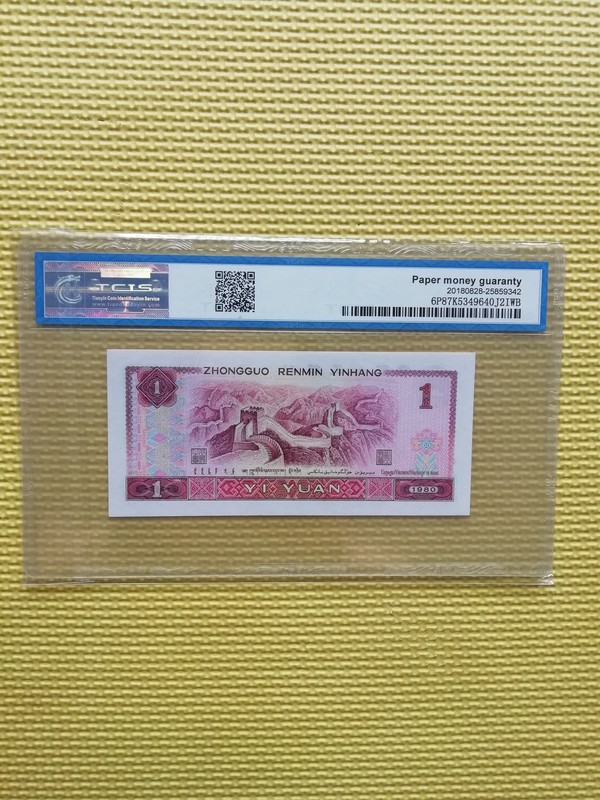 TCIS
Tianyin Coin Identification Service
Paper money guaranty
20180828-25859342
6P87K5349640J2IWB
ZHONGGUO RENMIN YINHANG
1
1
1
YI YUAN
1980